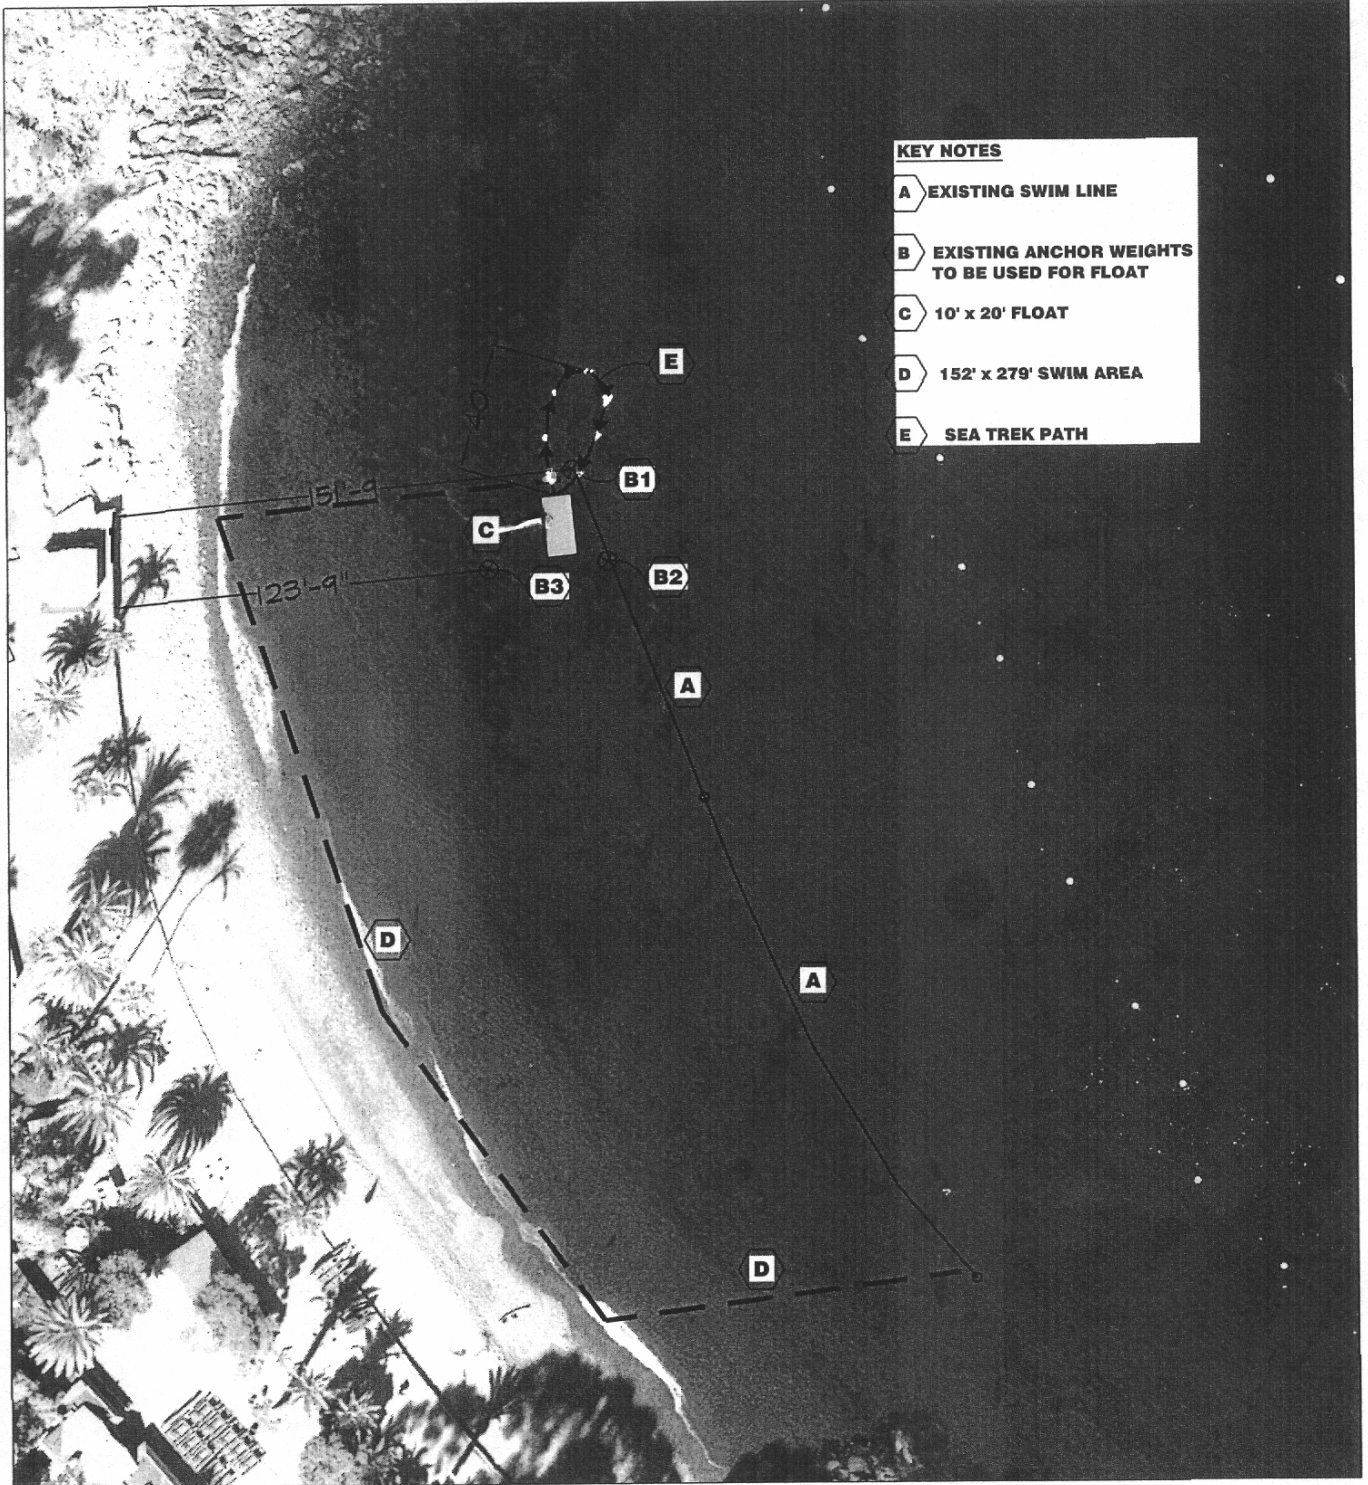 KEY NOTES
A EXISTING SWIM LINE
B EXISTING ANCHOR WEIGHTS
TO BE USED FOR FLOAT
C 10' x 20' FLOAT
D 152' x 279' SWIM AREA
E SEA TREK PATH
E
40
B1
151'-9
C
B2
B3
123'-9"
A
D
A
D